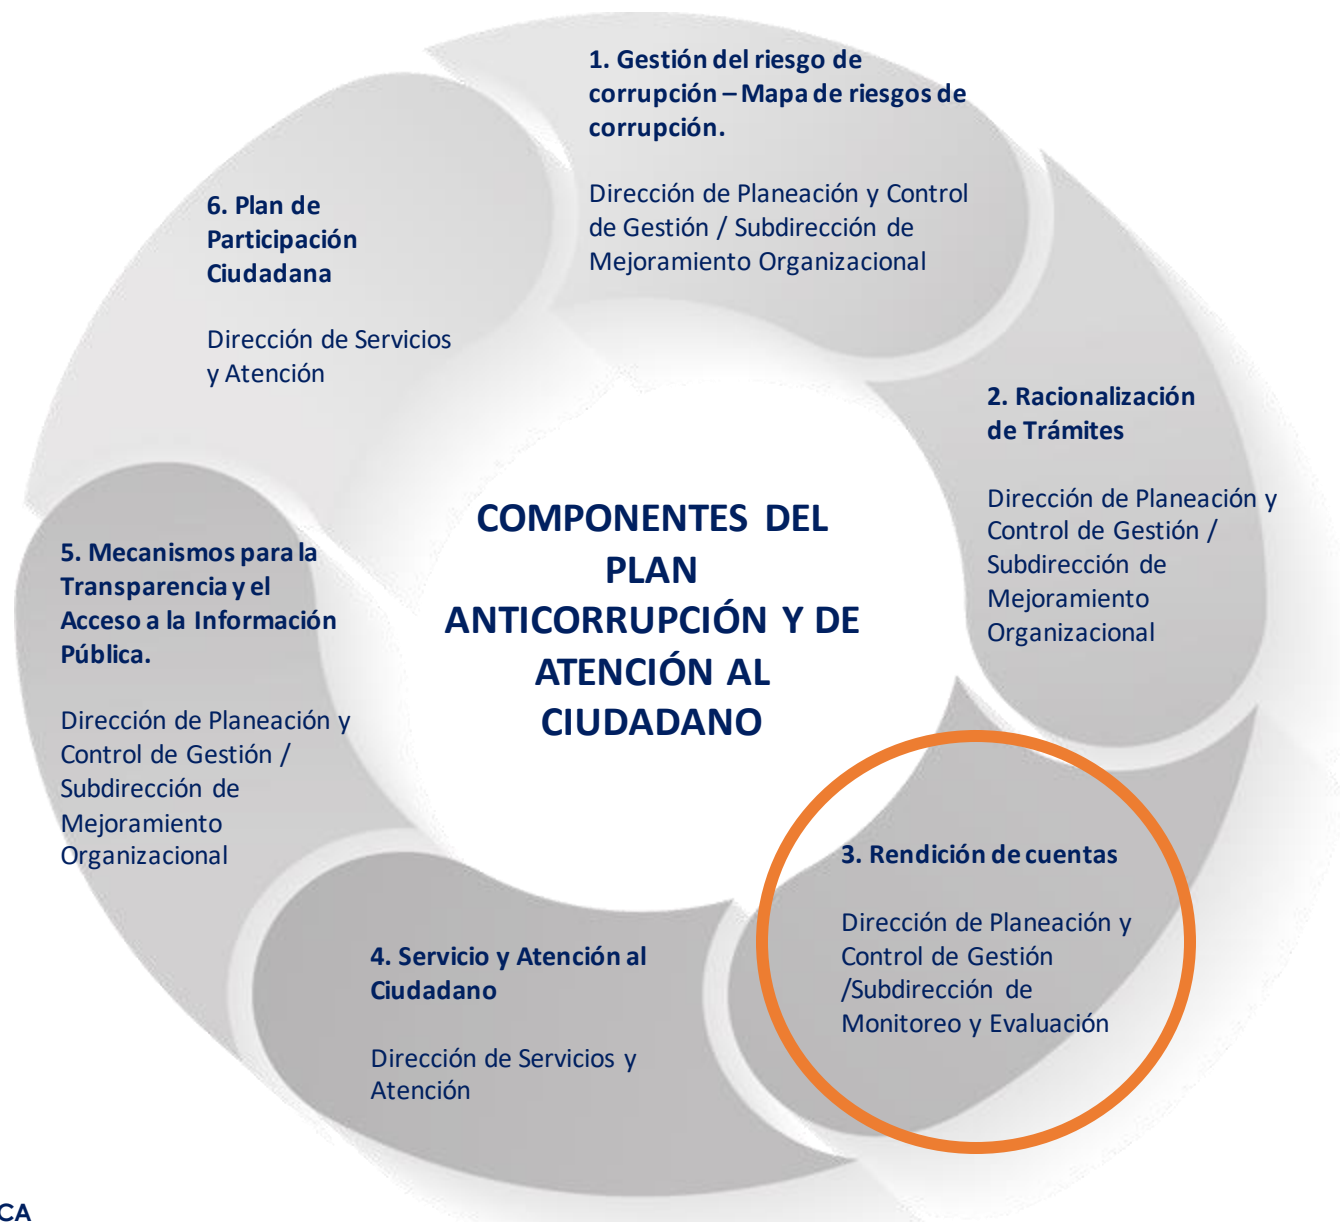 1. Gestión del riesgo de
corrupción – Mapa de riesgos de
corrupción.
Dirección de Planeación y Control
de Gestión / Subdirección de
Mejoramiento Organizacional
2. Racionalización
de Trámites
Dirección de Planeación y
Control de Gestión /
Subdirección de
Mejoramiento
Organizacional
3. Rendición de cuentas
Dirección de Planeación y
Control de Gestión
/Subdirección de
Monitoreo y Evaluación
4. Servicio y Atención al
Ciudadano
Dirección de Servicios y
Atención
5. Mecanismos para la
Transparencia y el
Acceso a la Información
Pública.
Dirección de Planeación y
Control de Gestión /
Subdirección de
Mejoramiento
Organizacional
6. Plan de
Participación
Ciudadana
Dirección de Servicios
y Atención
COMPONENTES DEL
PLAN
ANTICORRUPCIÓN Y DE
ATENCIÓN AL
CIUDADANO
CA